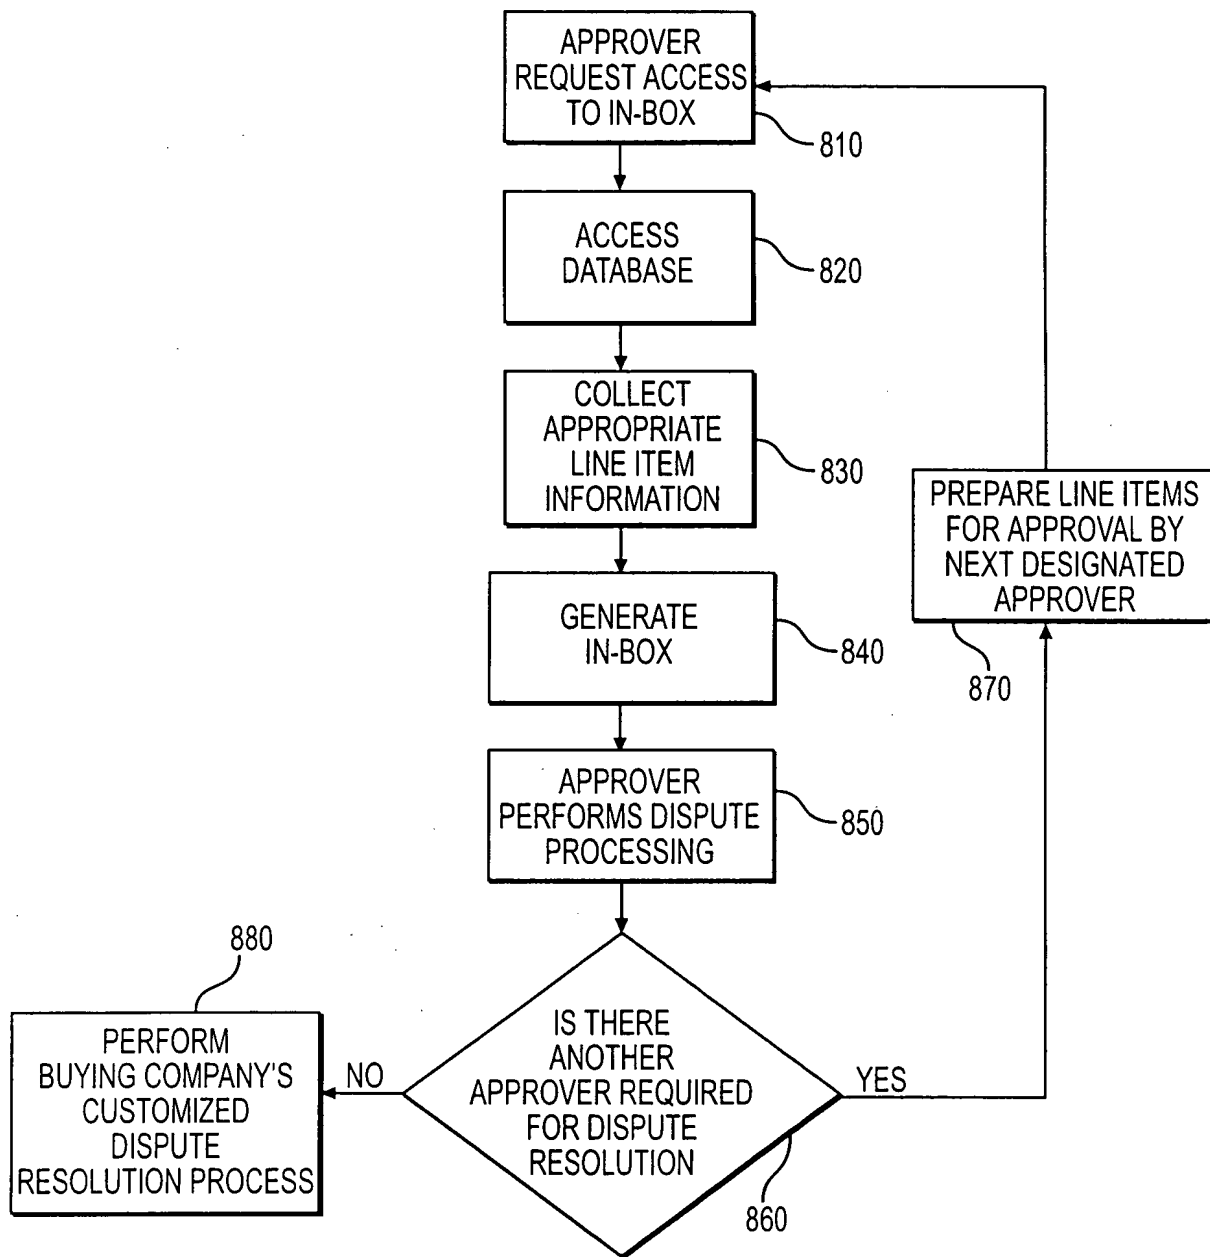 APPROVER
REQUEST ACCESS
TO IN-BOX
810
ACCESS
DATABASE
820
COLLECT
APPROPRIATE
LINE ITEM
INFORMATION
830
PREPARE LINE ITEMS
FOR APPROVAL BY
NEXT DESIGNATED
APPROVER
870
GENERATE
IN-BOX
840
APPROVER
PERFORMS DISPUTE
PROCESSING
850
IS THERE
ANOTHER
APPROVER REQUIRED
FOR DISPUTE
RESOLUTION
860
YES
NO
880
PERFORM
BUYING COMPANY'S
CUSTOMIZED
DISPUTE
RESOLUTION PROCESS